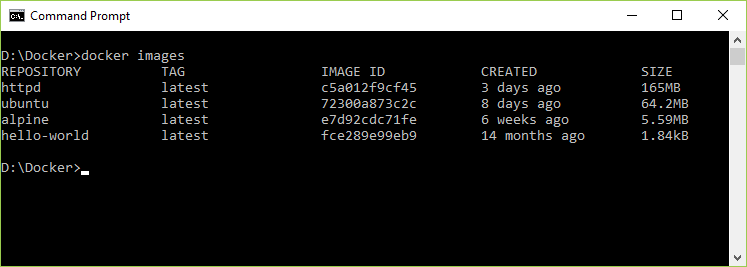 Command Prompt
D:\Docker>docker images
REPOSITORY TAG IMAGE ID CREATED SIZE
httpd latest c5a012f9cf45 3 days ago 165MB
ubuntu latest 72300a873c2c 8 days ago 64.2MB
alpine latest e7d92cdc71fe 6 weeks ago 5.59MB
hello-world latest fce289e99eb9 14 months ago 1.84kB
D:\Docker>